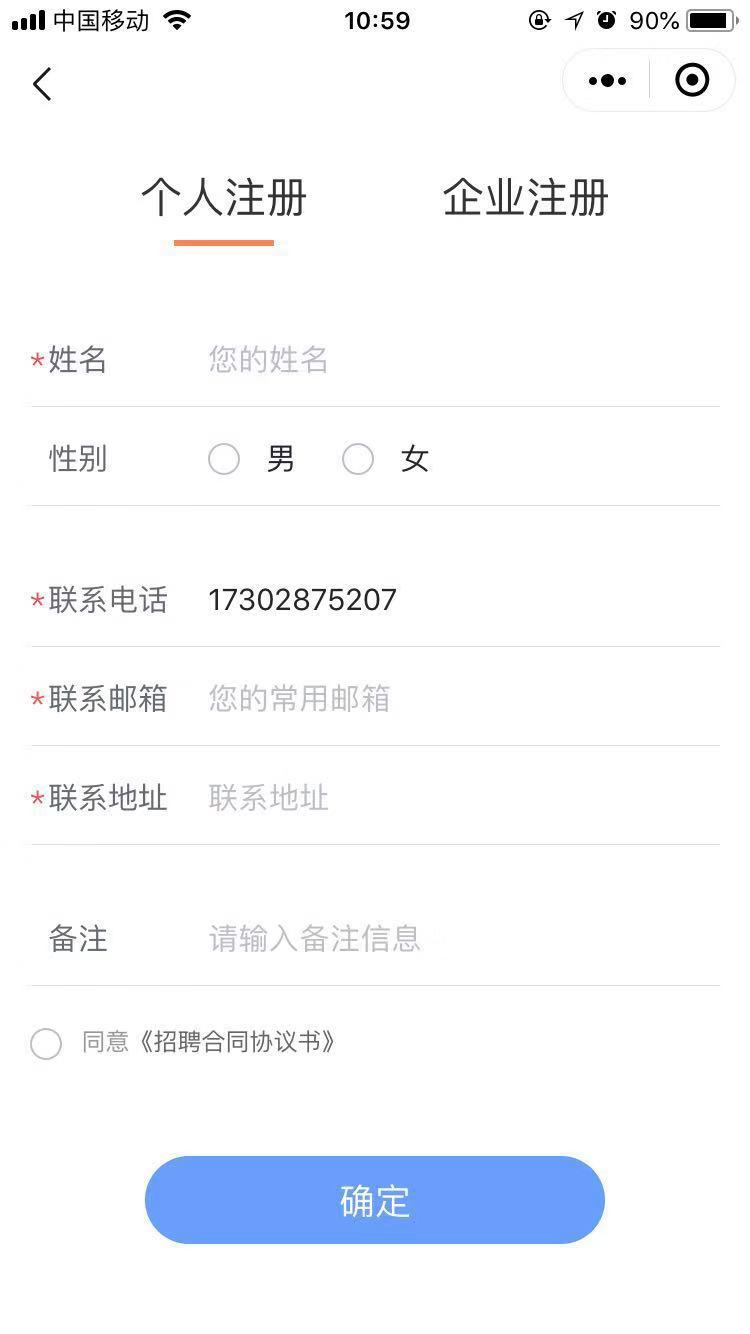 中国移动 10:59 90%
个人注册 企业注册
*姓名 您的姓名
性别 男 女
*联系电话 17302875207
*联系邮箱 您的常用邮箱
*联系地址 联系地址
备注 请输入备注信息
同意《招聘合同协议书》
确定